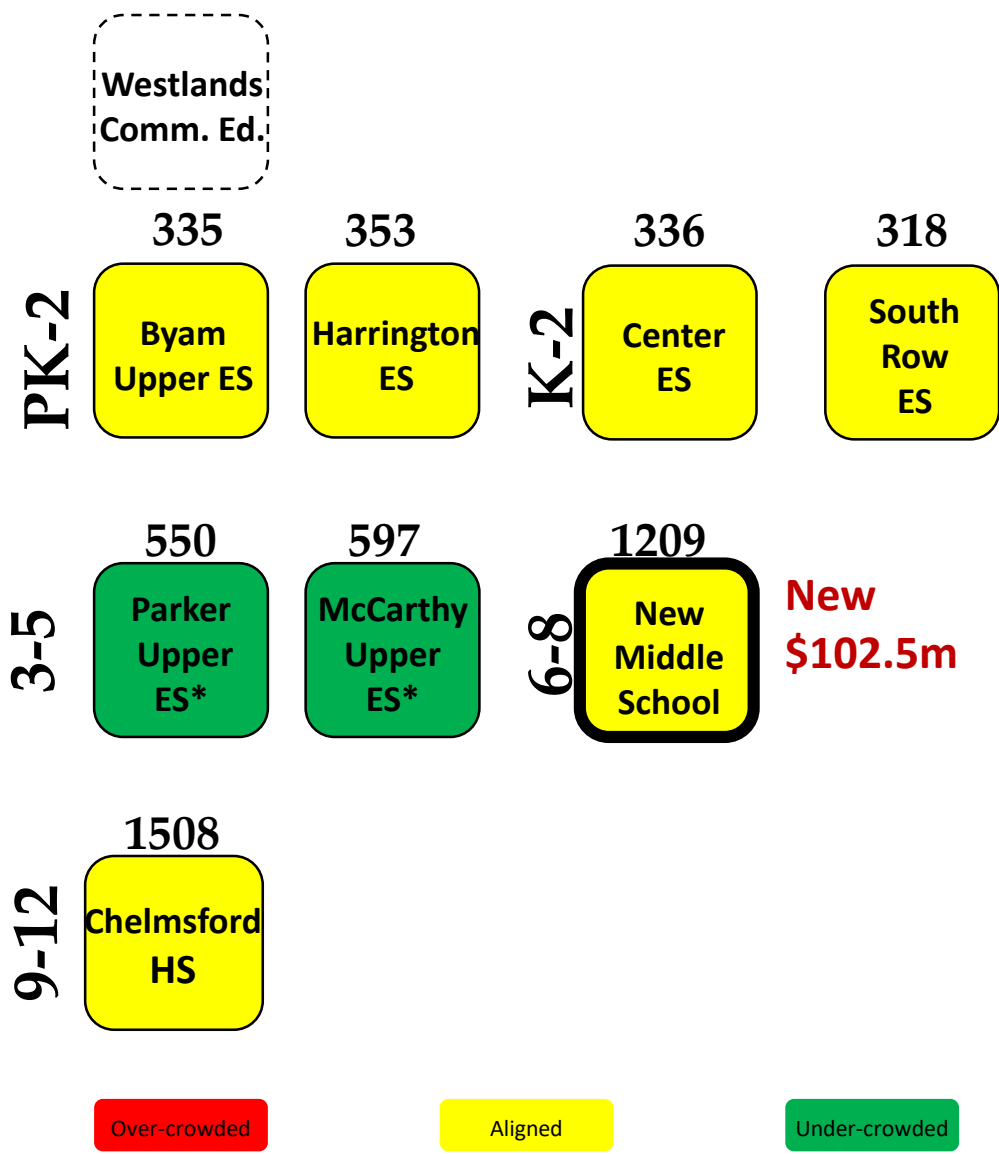 Westlands
Comm. Ed.
335
353
336
318
PK-2
Byam
Upper ES
Harrington
ES
K-2
Center
ES
South
Row
ES
550
597
1209
3-5
Parker
Upper
ES*
McCarthy
Upper
ES*
6-8
New
Middle
School
New
$102.5m
1508
9-12
Chelmsford
HS
Over-crowded
Aligned
Under-crowded